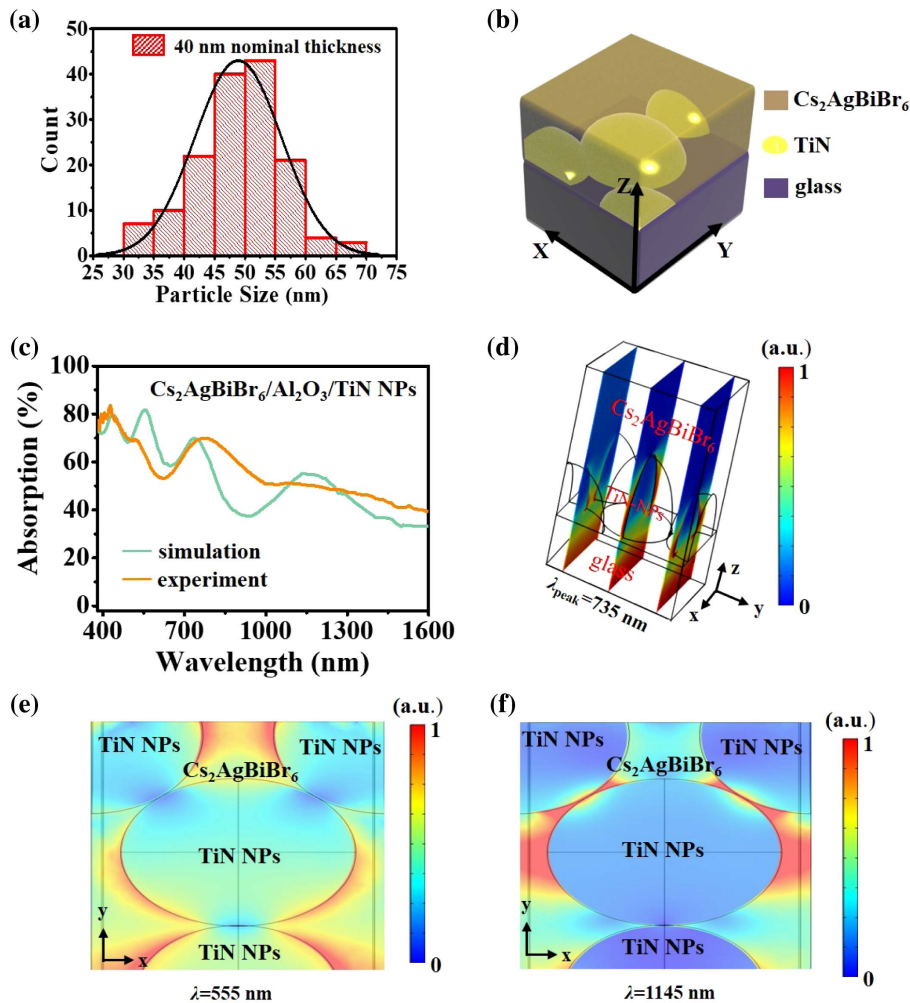 (a)
50
40
30
20
10
0
Count
40 nm nominal thickness
25 30 35 40 45 50 55 60 65 70 75
Particle Size (nm)
(b)
Z
X
Y
Cs₂AgBiBr₆
TiN
glass
(c)
100
80
60
40
20
0
Absorption (%)
Cs₂AgBiBr₆/Al₂O₃/TiN NPs
simulation
experiment
400 700 1000 1300 1600
Wavelength (nm)
(d)
(a.u.)
1
0
Cs₂AgBiBr₆
TiN-NPs
glass
λpeak=735 nm
z
y
x
(e)
(a.u.)
1
0
TiN NPs
TiN NPs
Cs₂AgBiBr₆
TiN NPs
y
x
TiN NPs
λ=555 nm
(f)
(a.u.)
1
0
TiN NPs
TiN NPs
Cs₂AgBiBr₆
TiN NPs
y
x
TiN NPs
λ=1145 nm